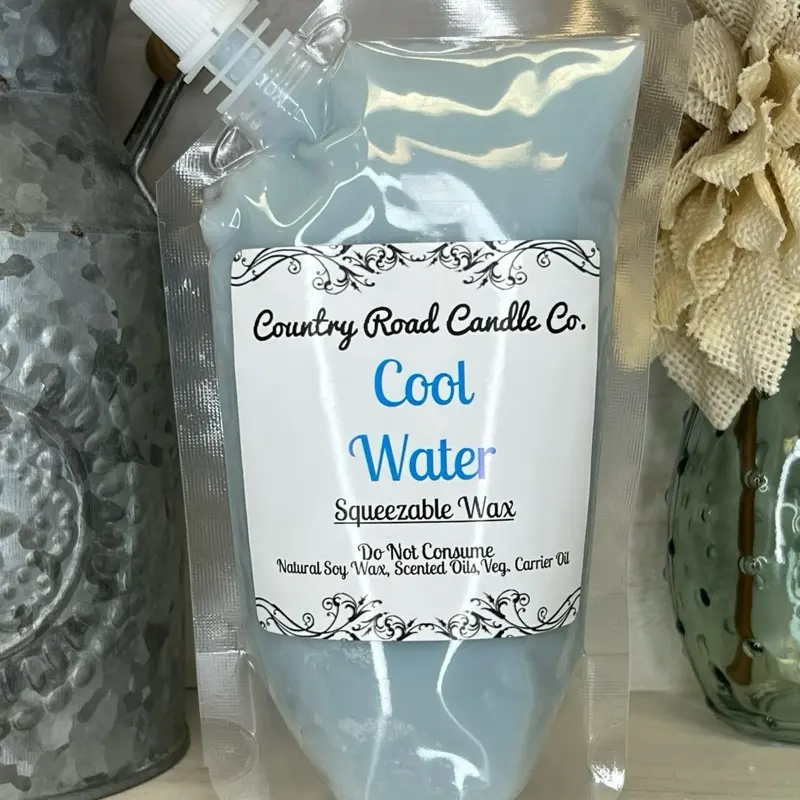 Country Road Candle Co.
Cool
Water
Squeezable Wax
Do Not Consume
Natural Soy Wax, Scented Oils, Veg. Carrier Oil